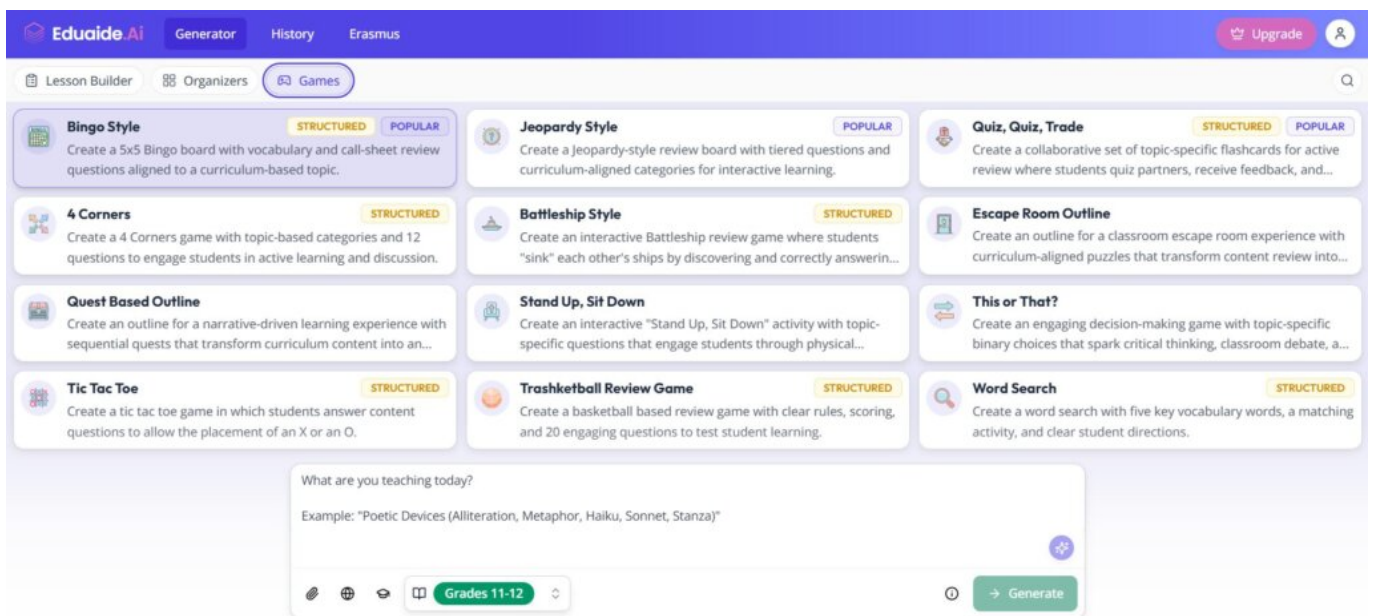 Eduaide.Ai
Generator
History
Erasmus
Upgrade
Lesson Builder
Organizers
Games
Bingo Style
STRUCTURED
POPULAR
Create a 5x5 Bingo board with vocabulary and call-sheet review
questions aligned to a curriculum-based topic.
Jeopardy Style
POPULAR
Create a Jeopardy-style review board with tiered questions and
curriculum-aligned categories for interactive learning.
Quiz, Quiz, Trade
STRUCTURED
POPULAR
Create a collaborative set of topic-specific flashcards for active
review where students quiz partners, receive feedback, and...
4 Corners
STRUCTURED
Create a 4 Corners game with topic-based categories and 12
questions to engage students in active learning and discussion.
Battleship Style
STRUCTURED
Create an interactive Battleship review game where students
"sink" each other's ships by discovering and correctly answerin...
Escape Room Outline
Create an outline for a classroom escape room experience with
curriculum-aligned puzzles that transform content review into...
Quest Based Outline
Create an outline for a narrative-driven learning experience with
sequential quests that transform curriculum content into an...
Stand Up, Sit Down
Create an interactive "Stand Up, Sit Down" activity with topic-
specific questions that engage students through physical...
This or That?
Create an engaging decision-making game with topic-specific
binary choices that spark critical thinking, classroom debate, a...
Tic Tac Toe
STRUCTURED
Create a tic tac toe game in which students answer content
questions to allow the placement of an X or an O.
Trashketball Review Game
STRUCTURED
Create a basketball based review game with clear rules, scoring,
and 20 engaging questions to test student learning.
Word Search
STRUCTURED
Create a word search with five key vocabulary words, a matching
activity, and clear student directions.
What are you teaching today?
Example: "Poetic Devices (Alliteration, Metaphor, Haiku, Sonnet, Stanza)"
Grades 11-12
Generate